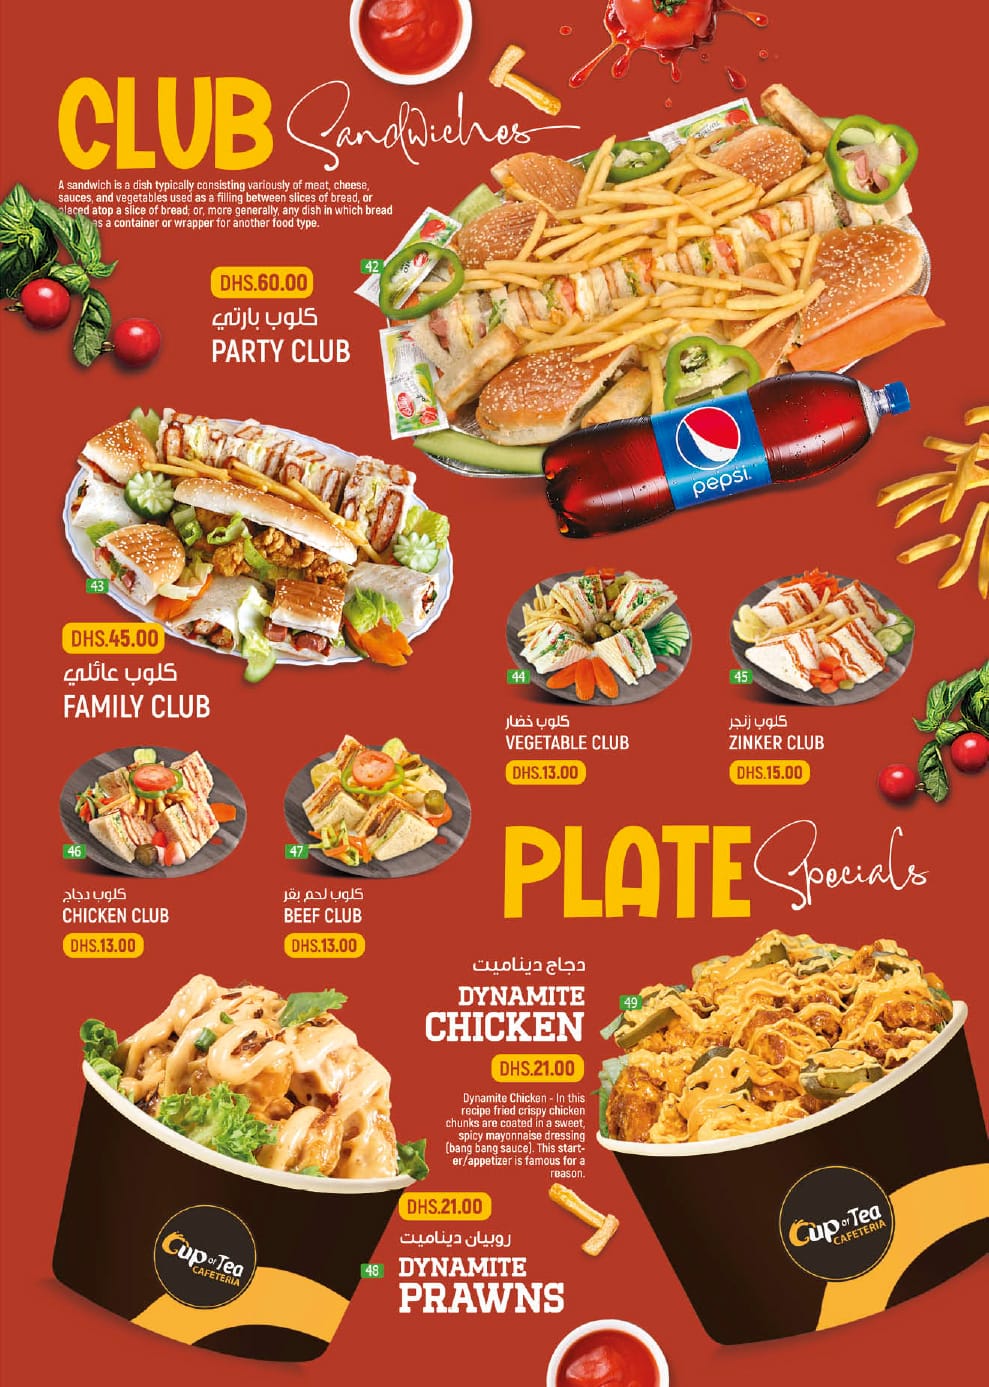 CLUB
Sandwiches
A sandwich is a dish typically consisting variously of meat, cheese,
sauces, and vegetables used as a filling between slices of bread, or
placed atop a slice of bread; or, more generally, any dish in which bread
as a container or wrapper for another food type.
42
DHS.60.00
كلوب بارتي
PARTY CLUB
pepsi
43
DHS.45.00
كلوب عائلي
FAMILY CLUB
44
كلوب خضار
VEGETABLE CLUB
DHS.13.00
45
كلوب زنجر
ZINKER CLUB
DHS.15.00
46
كلوب دجاج
CHICKEN CLUB
DHS.13.00
47
كلوب لحم بقر
BEEF CLUB
DHS.13.00
PLATE
Specials
دجاج ديناميت
49
DYNAMITE
CHICKEN
DHS.21.00
Dynamite Chicken - In this
recipe fried crispy chicken
chunks are coated in a sweet,
spicy mayonnaise dressing
(bang bang sauce). This start-
er/appetizer is famous for a
reason.
DHS.21.00
روبيان ديناميت
48
DYNAMITE
PRAWNS
Cup of Tea
CAFETERIA
Cup of Tea
CAFETERIA